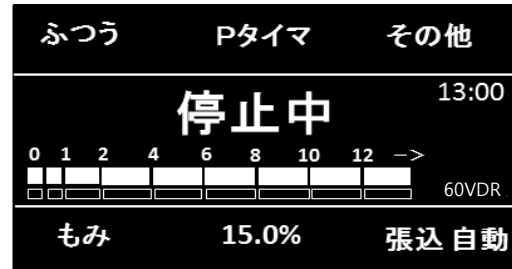 ふつう Pタイマ その他
13:00
停止中
0 1 2 4 6 8 10 12 –>
60VDR
もみ 15.0% 張込 自動